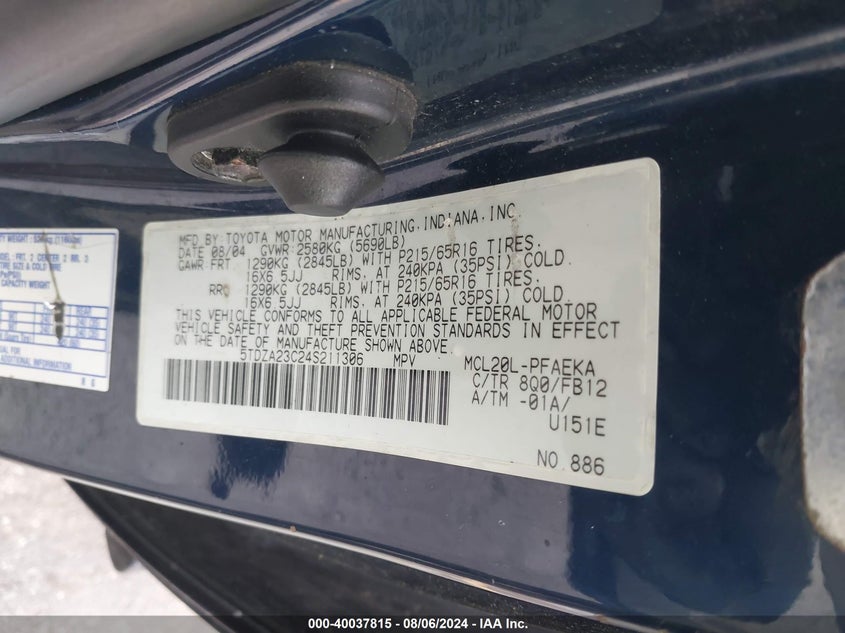 MFD.BY:TOYOTA MOTOR MANUFACTURING,INDIANA,INC.
DATE 08/04 GVWR 2580KG (5690LB)
GAWR FRT 1290KG (2845LB) WITH P215/65R16 TIRES.
16X6.5JJ RIMS. AT 240KPA (35PSI) COLD.
RR 1290KG (2845LB) WITH P215/65R16 TIRES.
16X6.5JJ RIMS. AT 240KPA (35PSI) COLD.
THIS VEHICLE CONFORMS TO ALL APPLICABLE FEDERAL MOTOR
VEHICLE SAFETY AND THEFT PREVENTION STANDARDS IN EFFECT
ON THE DATE OF MANUFACTURE SHOWN ABOVE.
5TDZA23C24S211306 MPV MCL20L-PFAEKA
C/TR 8Q0/FB12
A/TM -01A/
U151E
NO.886
CAPACITY WEIGHT
000-40037815 - 08/06/2024 - IAA Inc.